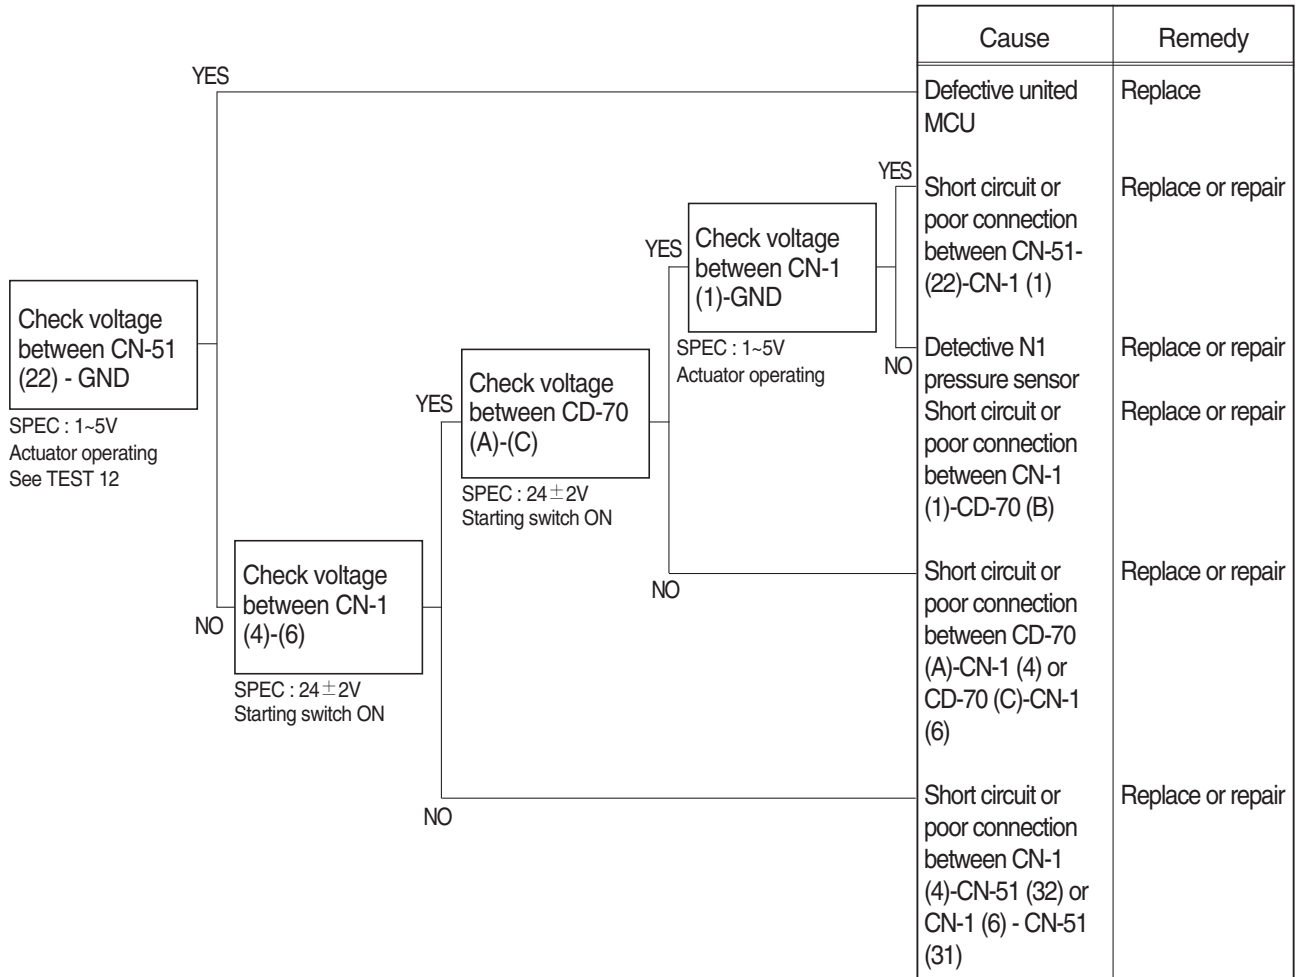 Cause
Remedy
YES
Defective united
MCU
Replace
YES
Short circuit or
poor connection
between CN-51-
(22)-CN-1 (1)
Replace or repair
YES
Check voltage
between CN-1
(1)-GND
SPEC : 1~5V
Actuator operating
NO
Detective N1
pressure sensor
Replace or repair
Short circuit or
poor connection
between CN-1
(1)-CD-70 (B)
Replace or repair
Check voltage
between CN-51
(22) - GND
SPEC : 1~5V
Actuator operating
See TEST 12
YES
Check voltage
between CD-70
(A)-(C)
SPEC : 24±2V
Starting switch ON
NO
Short circuit or
poor connection
between CD-70
(A)-CN-1 (4) or
CD-70 (C)-CN-1
(6)
Replace or repair
NO
Check voltage
between CN-1
(4)-(6)
SPEC : 24±2V
Starting switch ON
NO
Short circuit or
poor connection
between CN-1
(4)-CN-51 (32) or
CN-1 (6) - CN-51
(31)
Replace or repair